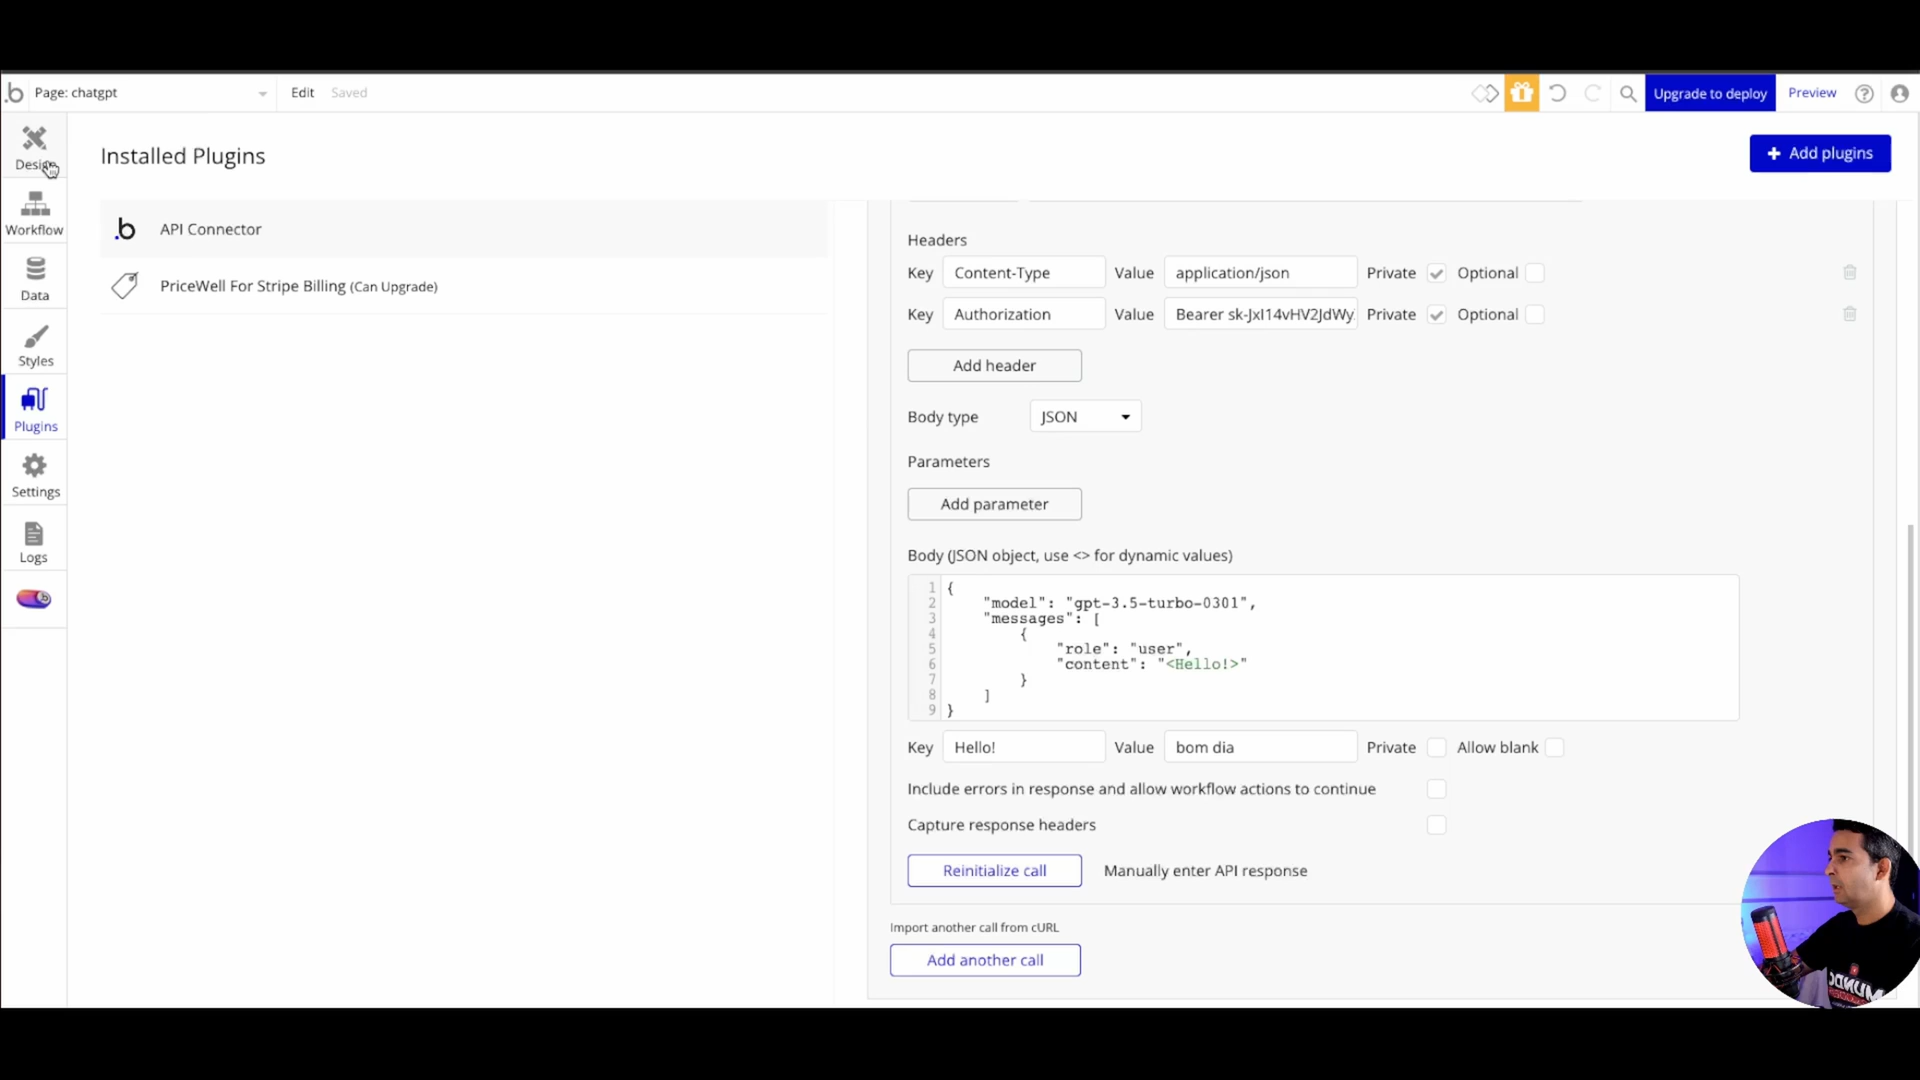 .b Page: chatgpt Edit Saved Upgrade to deploy Preview ?
Design
Workflow
Data
Styles
Plugins
Settings
Logs
Installed Plugins
+ Add plugins
.b API Connector
PriceWell For Stripe Billing (Can Upgrade)
Headers
Key Content-Type Value application/json Private Optional
Key Authorization Value Bearer sk-JxI14vHV2JdWy Private Optional
Add header
Body type JSON
Parameters
Add parameter
Body (JSON object, use <> for dynamic values)
1 {
2 "model": "gpt-3.5-turbo-0301",
3 "messages": [
4 {
5 "role": "user",
6 "content": "<Hello!>"
7 }
8 ]
9 }
Key Hello! Value bom dia Private Allow blank
Include errors in response and allow workflow actions to continue
Capture response headers
Reinitialize call Manually enter API response
Import another call from cURL
Add another call